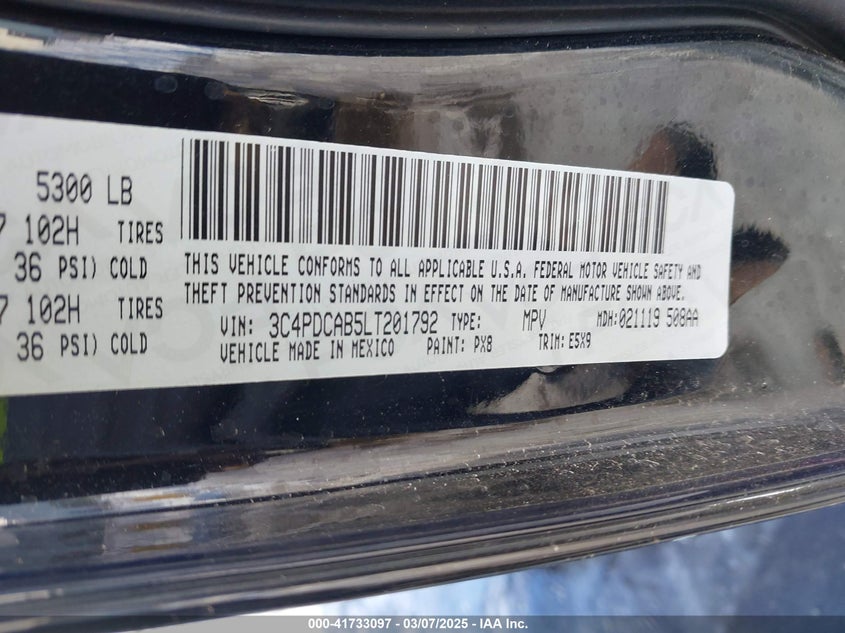 5300 LB
102H TIRES
36 PSI) COLD
102H TIRES
36 PSI) COLD
THIS VEHICLE CONFORMS TO ALL APPLICABLE U.S.A. FEDERAL MOTOR VEHICLE SAFETY AND
THEFT PREVENTION STANDARDS IN EFFECT ON THE DATE OF MANUFACTURE SHOWN ABOVE.
VIN: 3C4PDCAB5LT201792 TYPE: MPV MDH:021119 508AA
VEHICLE MADE IN MEXICO PAINT: PX8 TRIM:E5X9
000-41733097 - 03/07/2025 - © IAA Inc.